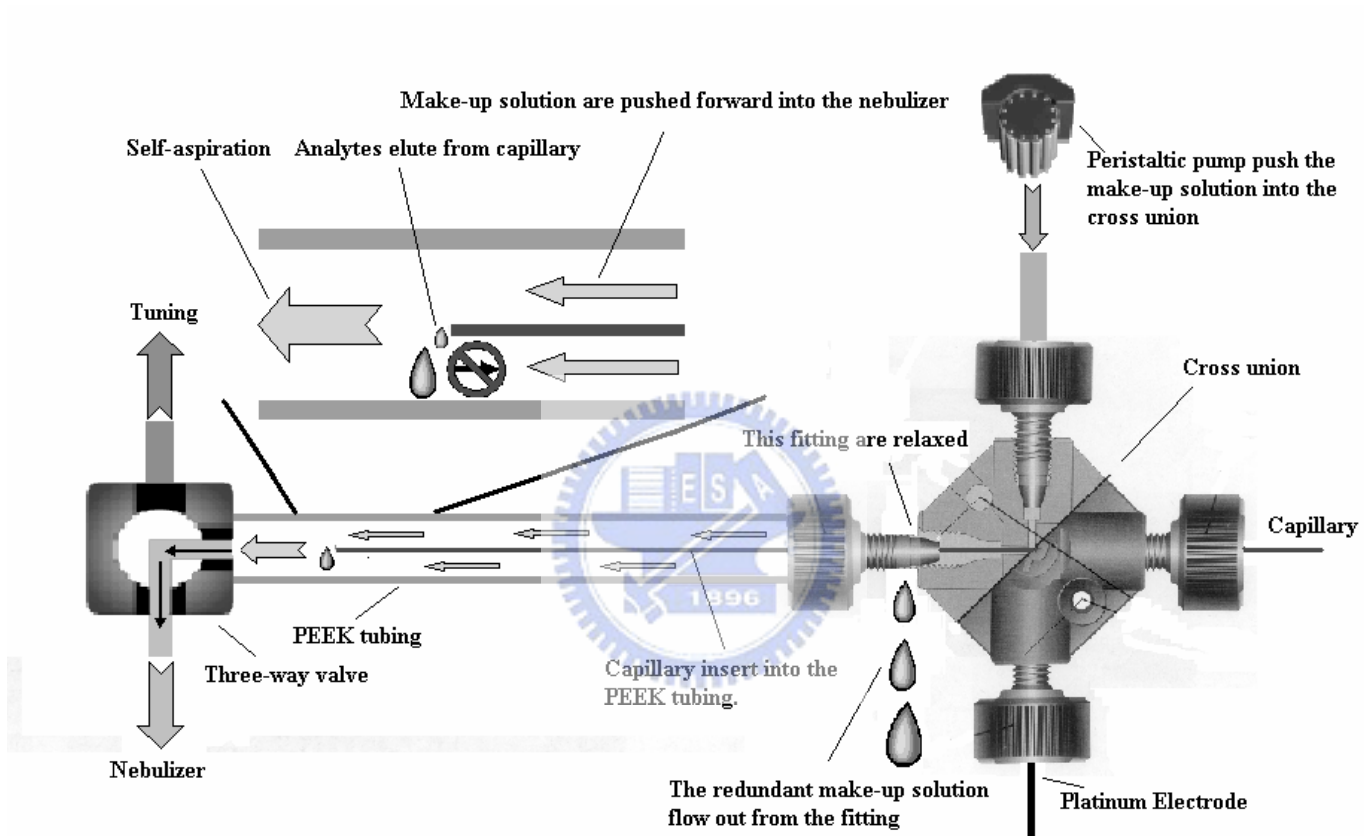 Make-up solution are pushed forward into the nebulizer
Self-aspiration
Analytes elute from capillary
Peristaltic pump push the
make-up solution into the
cross union
Tuning
Cross union
This fitting are relaxed
E S A
Capillary
1896
PEEK tubing
Three-way valve
Capillary insert into the
PEEK tubing.
Nebulizer
The redundant make-up solution
flow out from the fitting
Platinum Electrode